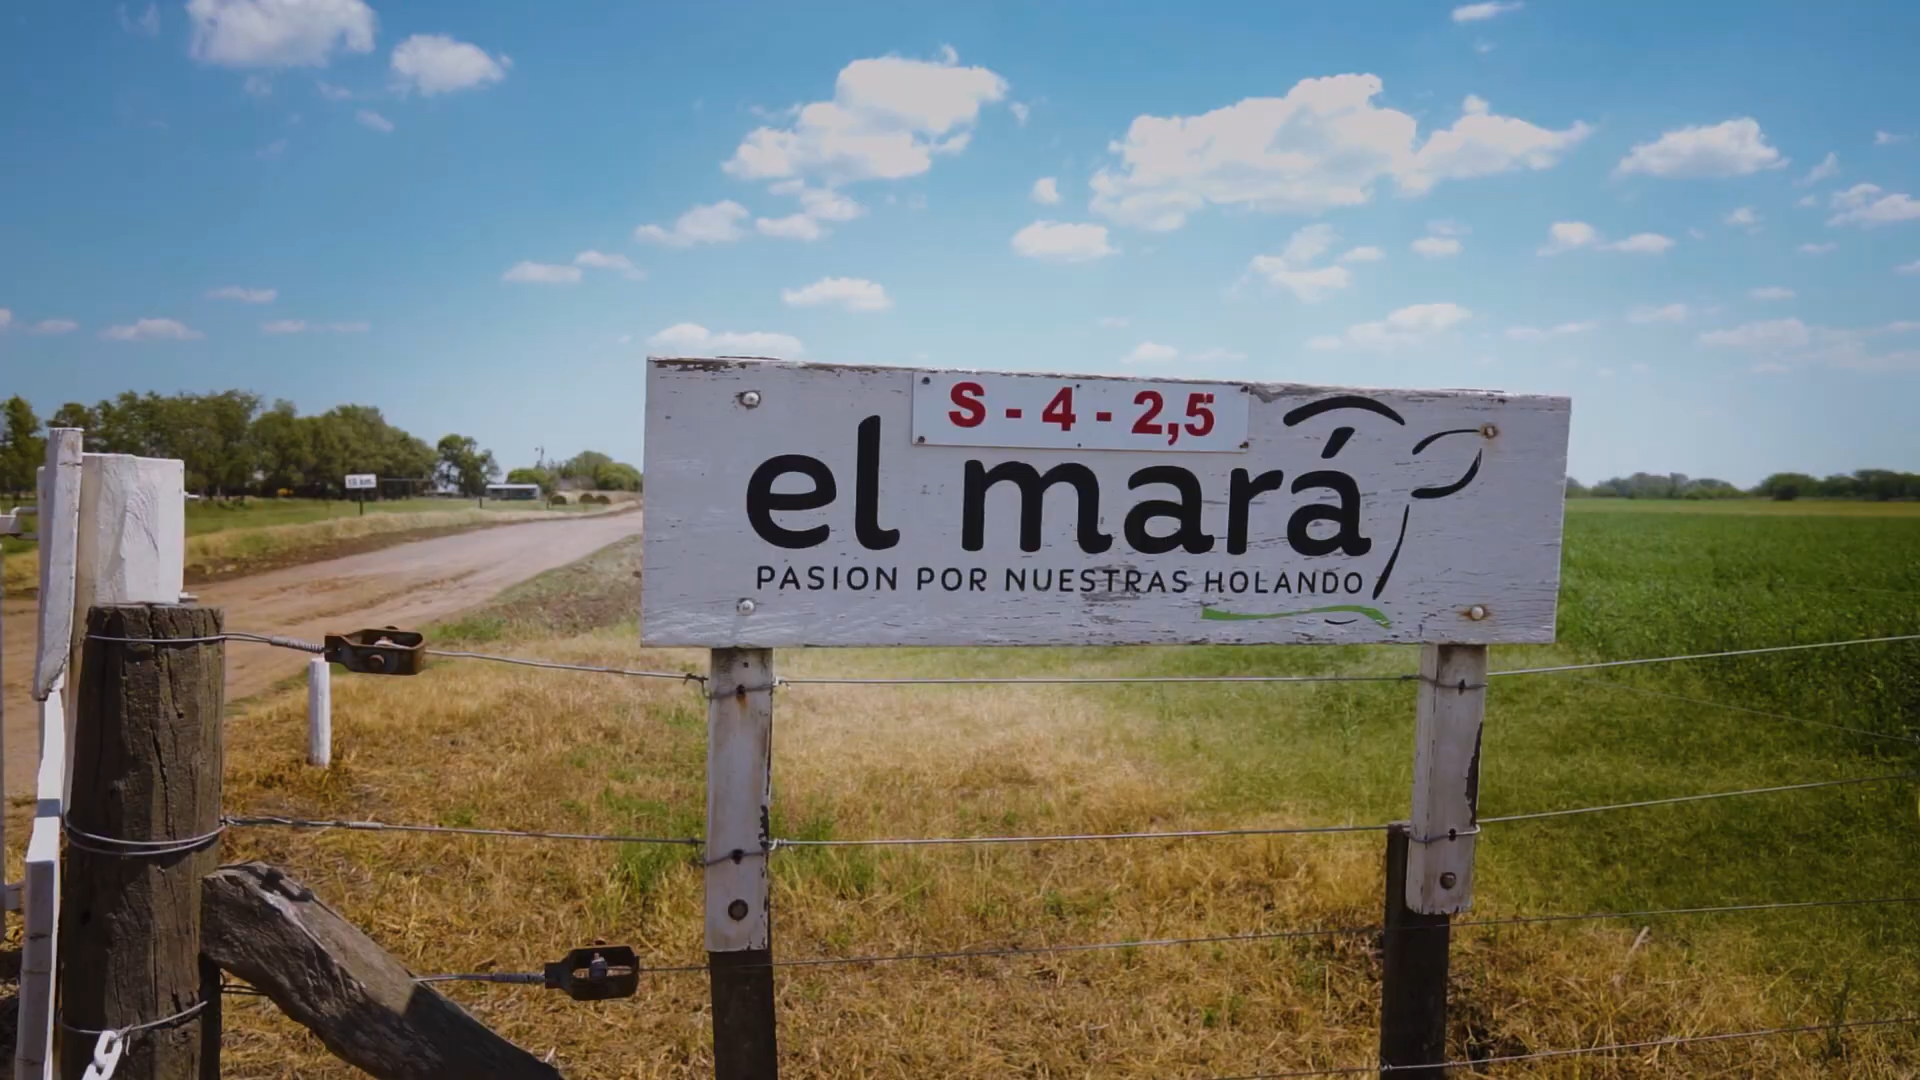 S - 4 - 2,5
el mará
PASION POR NUESTRAS HOLANDO